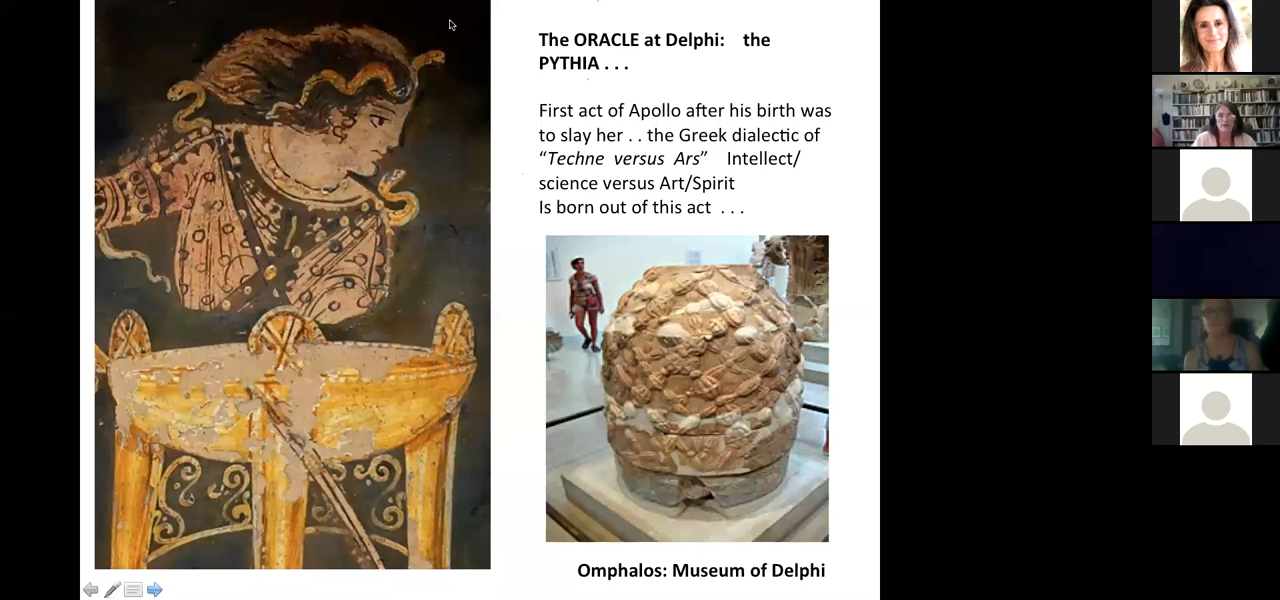 The ORACLE at Delphi: the
PYTHIA . . .
First act of Apollo after his birth was
to slay her . . the Greek dialectic of
“Techne versus Ars” Intellect/
science versus Art/Spirit
Is born out of this act . . .
Omphalos: Museum of Delphi